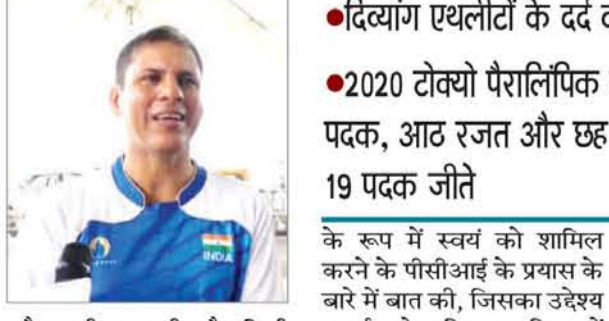 INDIA
●दिव्यांग एथलीटों के दर्द
●2020 टोक्यो पैरालिंपिक
पदक, आठ रजत और छह
19 पदक जीते
के रूप में स्वयं को शामिल
करने के पीसीआई के प्रयास के
बारे में बात की, जिसका उद्देश्य